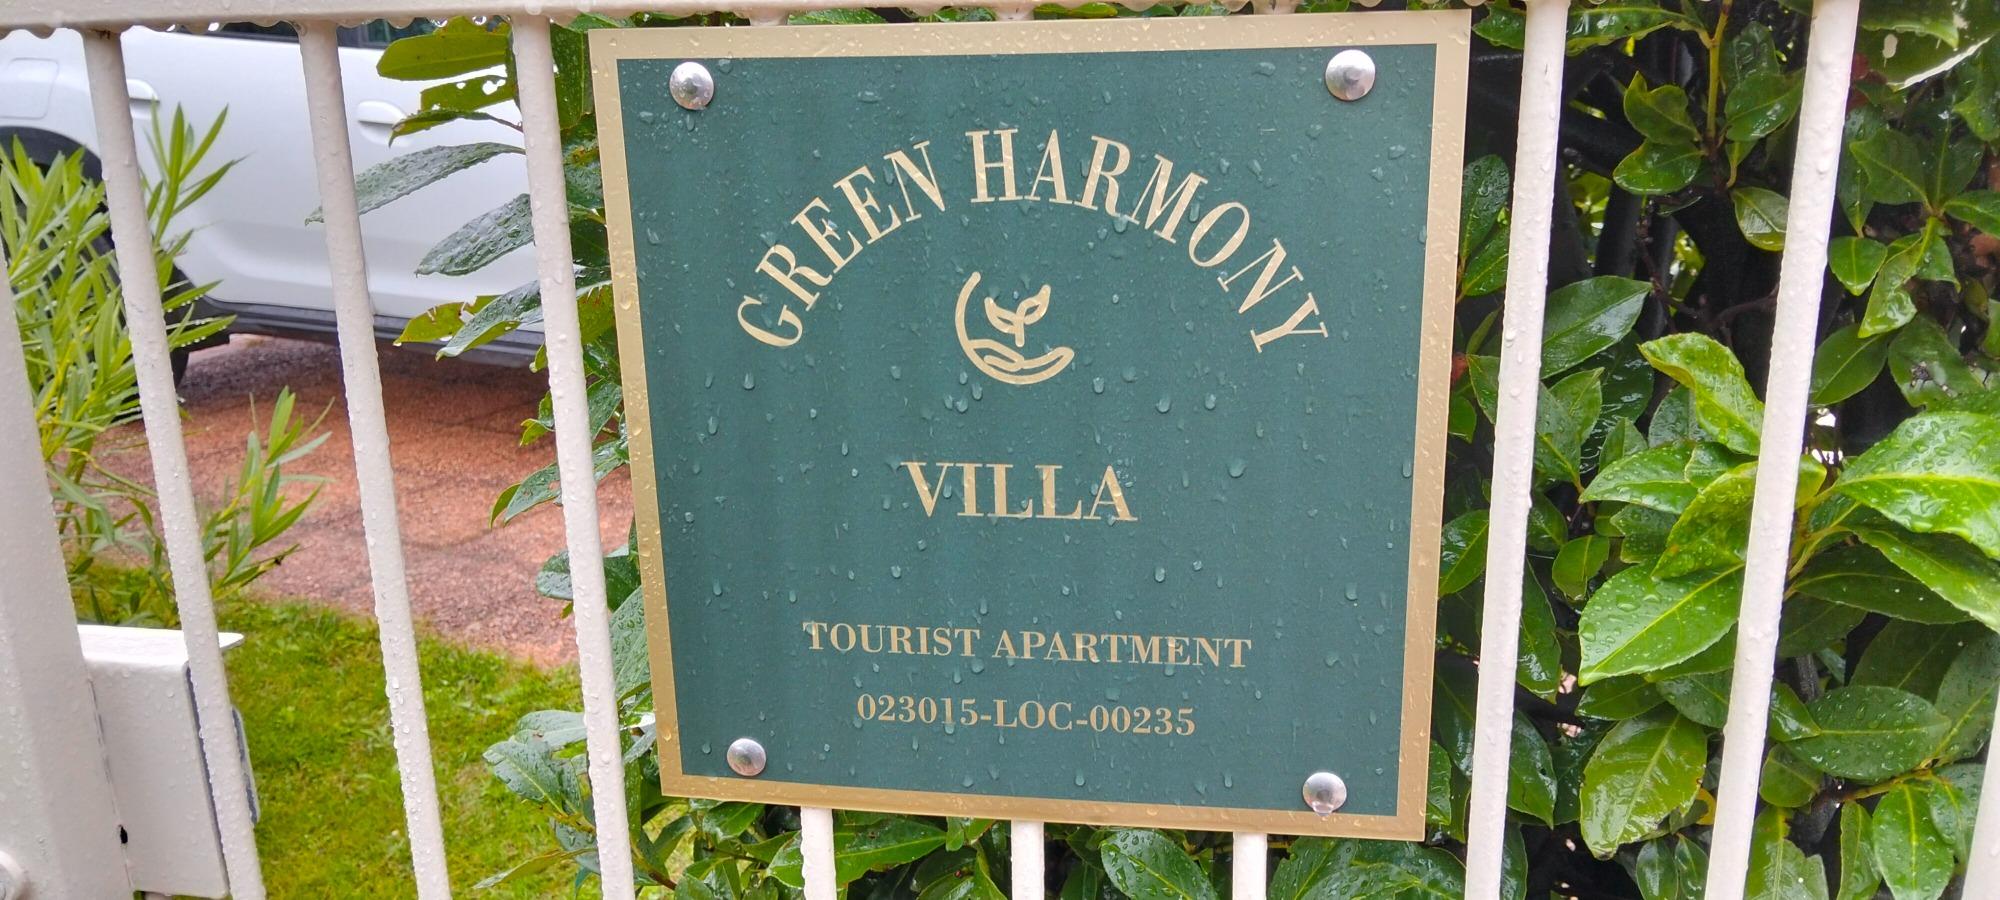 GREEN HARMONY
VILLA
TOURIST APARTMENT
023015-LOC-00235